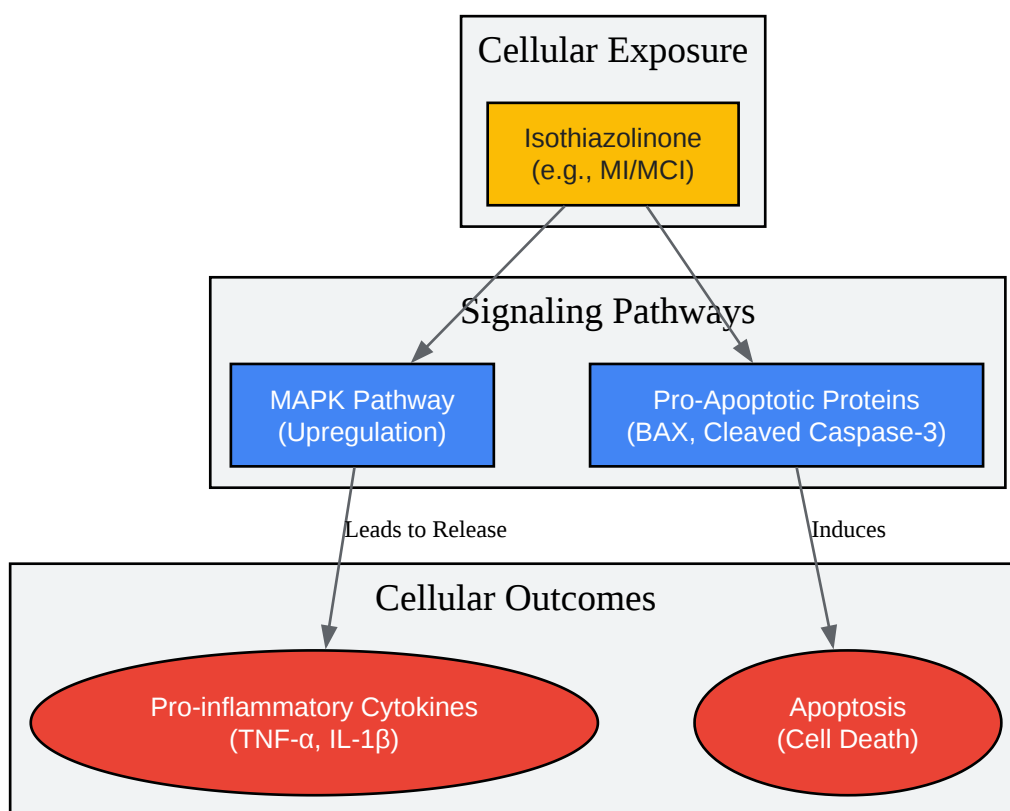 Cellular Exposure
Isothiazolinone
(e.g., MI/MCI)
Signaling Pathways
MAPK Pathway
(Upregulation)
Pro-Apoptotic Proteins
(BAX, Cleaved Caspase-3)
Leads to Release
Induces
Cellular Outcomes
Pro-inflammatory Cytokines
(TNF-α, IL-1β)
Apoptosis
(Cell Death)